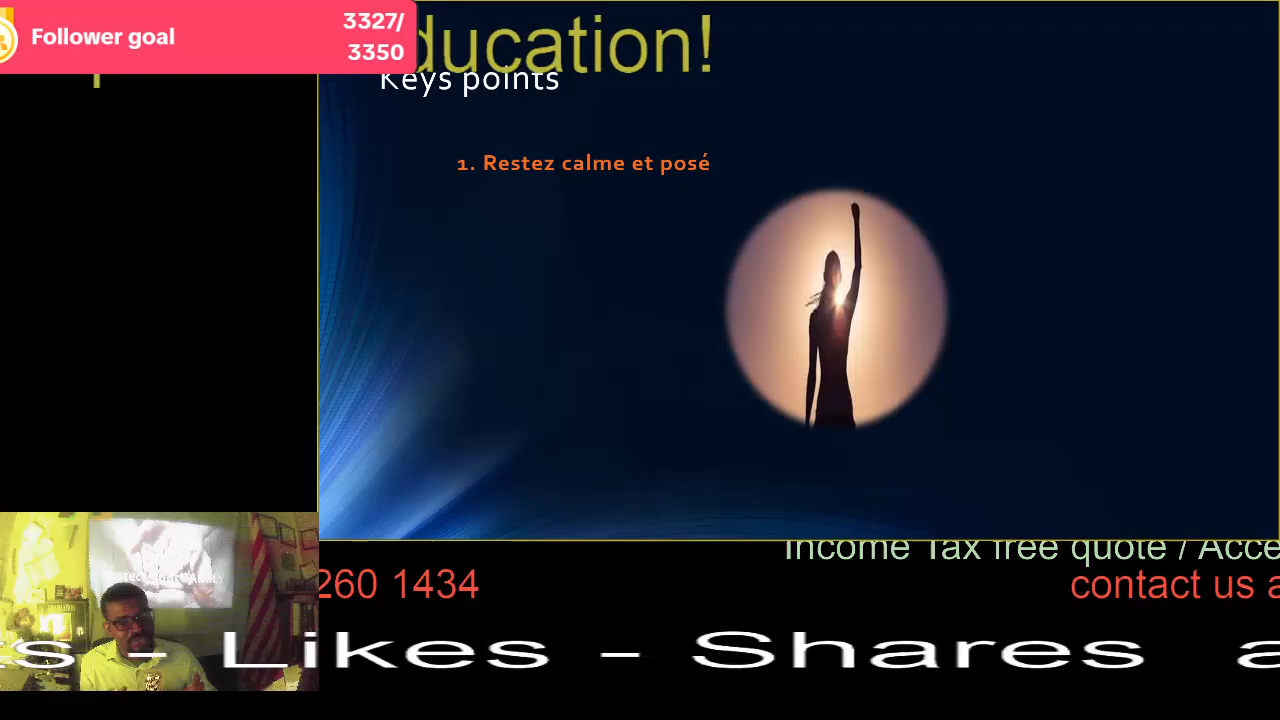 Follower goal
3327/
3350
ducation!
Keys points
1. Restez calme et posé
Income Tax free quote / Acce
260 1434
contact us a
ts - Likes - Shares a